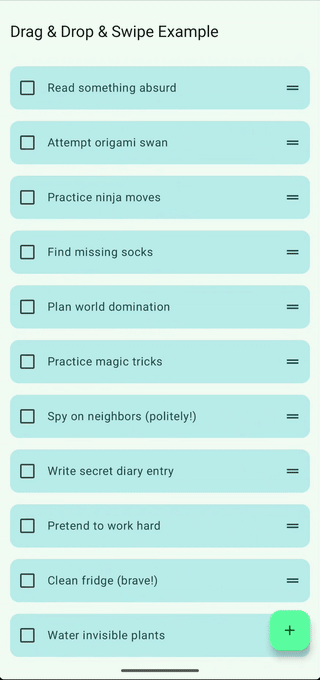 Drag & Drop & Swipe Example
Read something absurd
Attempt origami swan
Practice ninja moves
Find missing socks
Plan world domination
Practice magic tricks
Spy on neighbors (politely!)
Write secret diary entry
Pretend to work hard
Clean fridge (brave!)
Water invisible plants